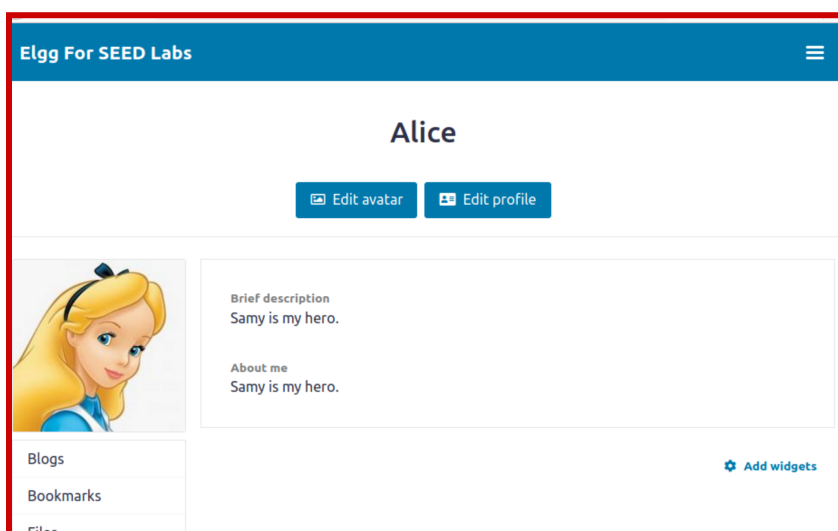 Elgg For SEED Labs
Alice
Edit avatar
Edit profile
Brief description
Samy is my hero.
About me
Samy is my hero.
Blogs
Add widgets
Bookmarks
Files